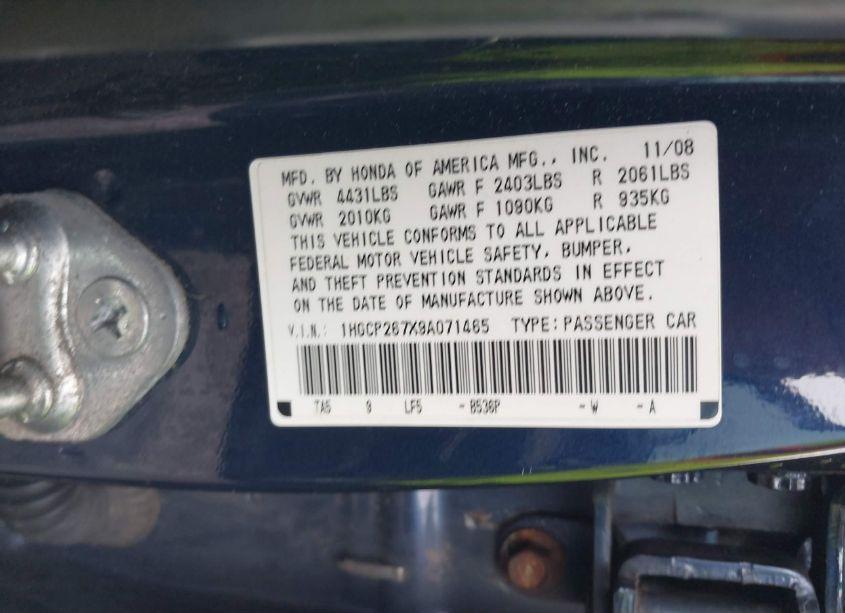 MFD. BY HONDA OF AMERICA MFG., INC. 11/08
GVWR 4431LBS GAWR F 2403LBS R 2061LBS
GVWR 2010KG GAWR F 1090KG R 935KG
THIS VEHICLE CONFORMS TO ALL APPLICABLE
FEDERAL MOTOR VEHICLE SAFETY, BUMPER,
AND THEFT PREVENTION STANDARDS IN EFFECT
ON THE DATE OF MANUFACTURE SHOWN ABOVE.
V.I.N.: 1HGCP267X9A071465 TYPE: PASSENGER CAR
TA5 9 LF5 -B536P -W -A